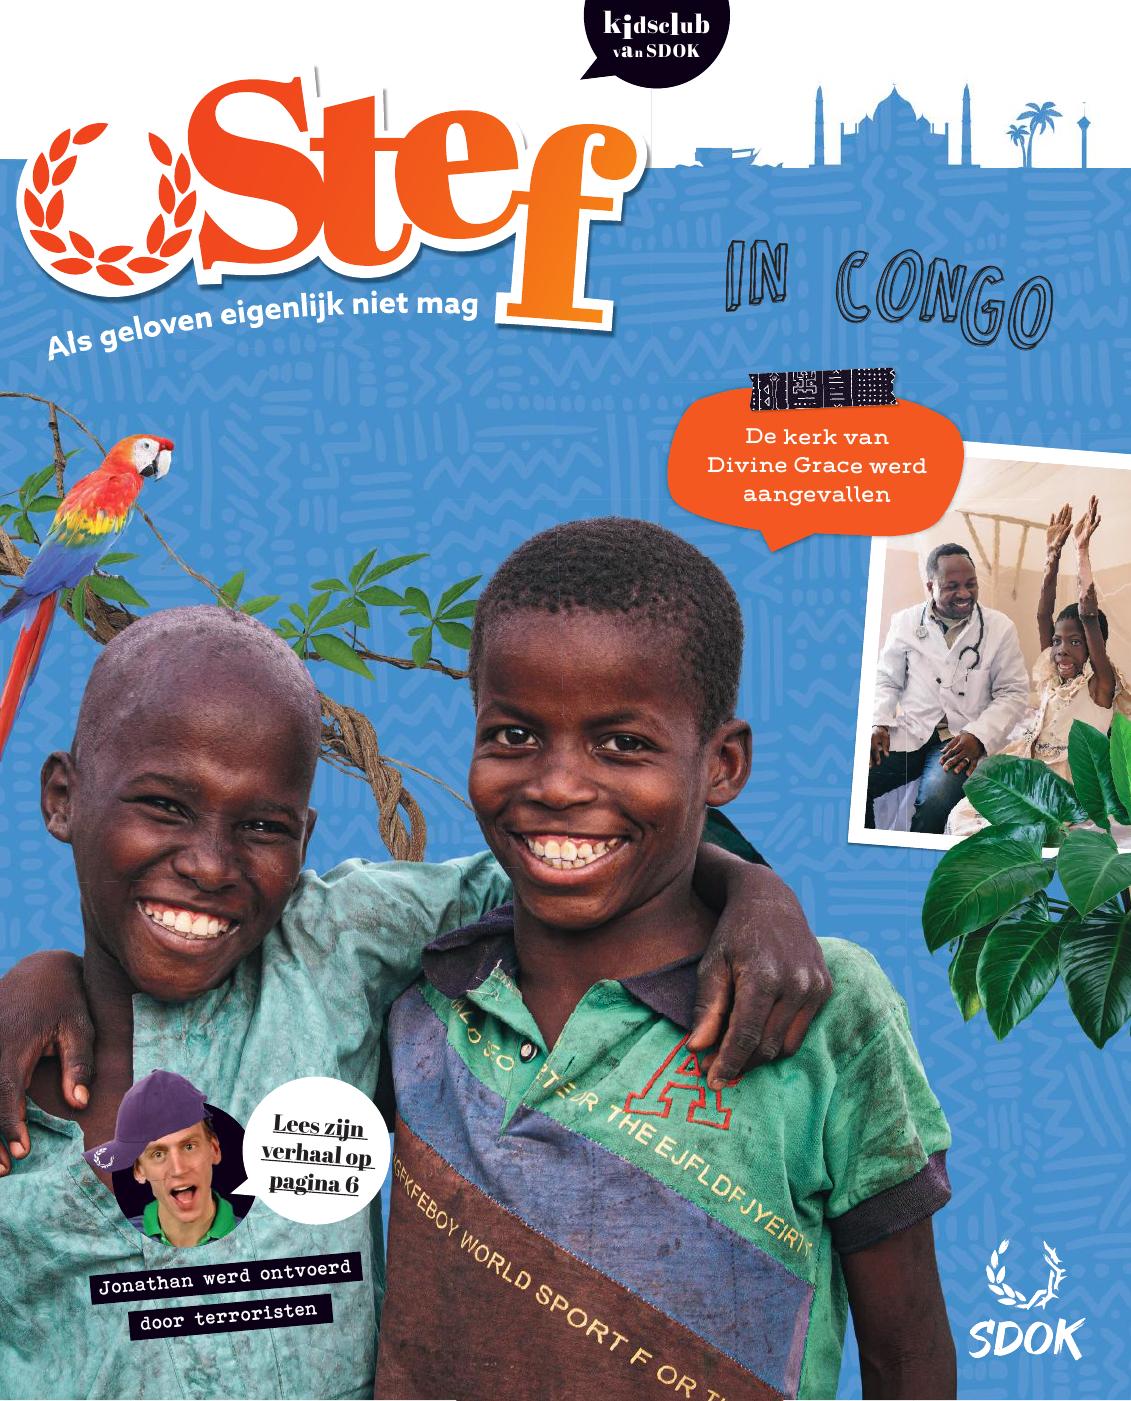 kidsclub
van SDOK
Stef
Als geloven eigenlijk niet mag
IN CONGO
De kerk van
Divine Grace werd
aangevallen
A
THE EJFLDFJYEIRT
WORLD SPORT FOR
Lees zijn
verhaal op
pagina 6
Jonathan werd ontvoerd
door terroristen
SDOK